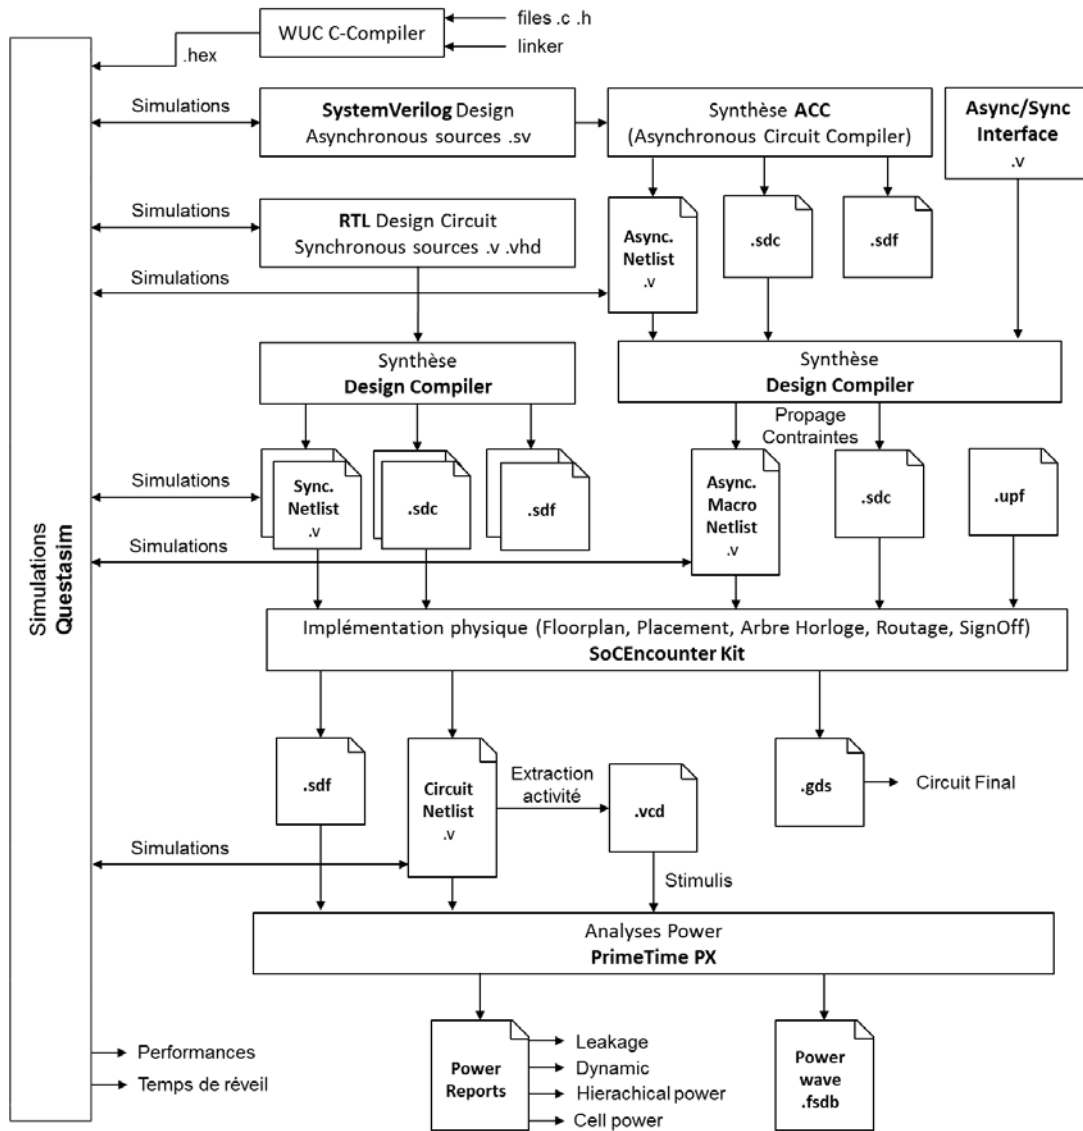 WUC C-Compiler
files .c .h
linker
.hex
Simulations
SystemVerilog Design
Asynchronous sources .sv
Synthèse ACC
(Asynchronous Circuit Compiler)
Async/Sync
Interface
.v
Simulations
RTL Design Circuit
Synchronous sources .v .vhd
Async.
Netlist
.v
.sdc
.sdf
Simulations
Synthèse
Design Compiler
Synthèse
Design Compiler
Propage
Contraintes
Simulations
Sync.
Netlist
.v
.sdc
.sdf
Async.
Macro
Netlist
.v
.sdc
.upf
Simulations
Simulations
Questasim
Implémentation physique (Floorplan, Placement, Arbre Horloge, Routage, SignOff)
SoCEncounter Kit
.sdf
Circuit
Netlist
.v
Extraction
activité
.vcd
.gds
Circuit Final
Simulations
Stimulis
Analyses Power
PrimeTime PX
Performances
Temps de réveil
Power
Reports
Leakage
Dynamic
Hierachical power
Cell power
Power
wave
.fsdb